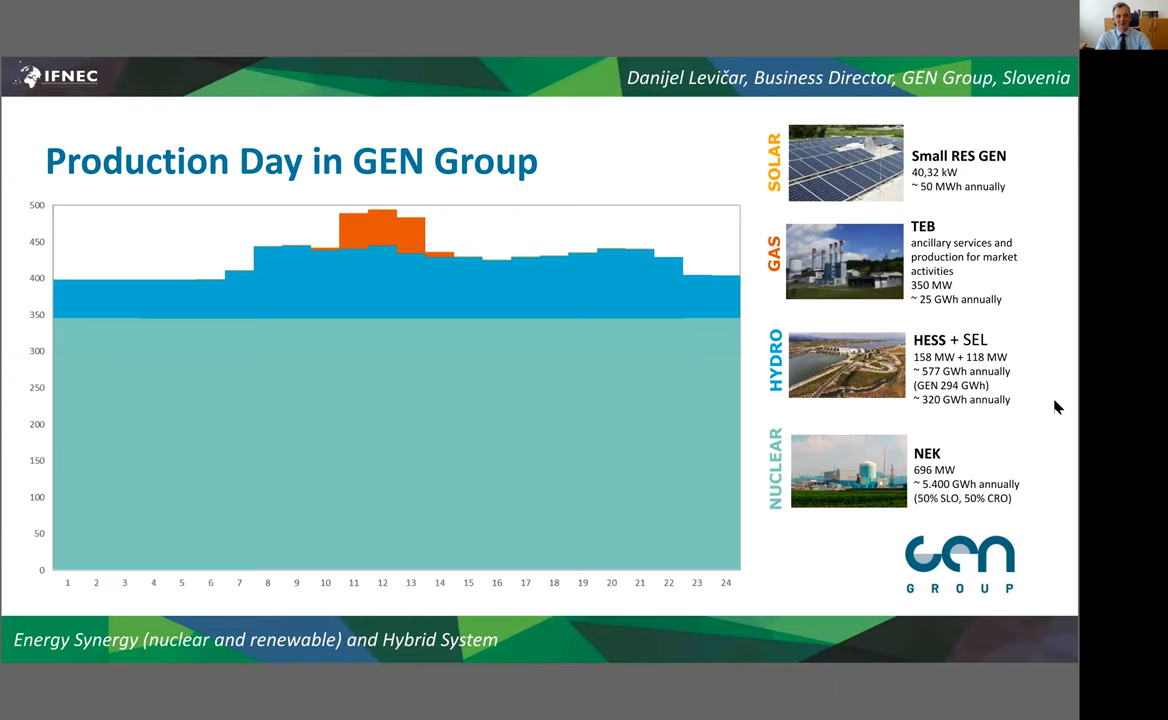 IFNEC
Danijel Levičar, Business Director, GEN Group, Slovenia
Production Day in GEN Group
500
450
400
350
300
250
200
150
100
50
0
1 2 3 4 5 6 7 8 9 10 11 12 13 14 15 16 17 18 19 20 21 22 23 24
SOLAR
Small RES GEN
40,32 kW
~ 50 MWh annually
GAS
TEB
ancillary services and
production for market
activities
350 MW
~ 25 GWh annually
HYDRO
HESS + SEL
158 MW + 118 MW
~ 577 GWh annually
(GEN 294 GWh)
~ 320 GWh annually
NUCLEAR
NEK
696 MW
~ 5.400 GWh annually
(50% SLO, 50% CRO)
gen
GROUP
Energy Synergy (nuclear and renewable) and Hybrid System